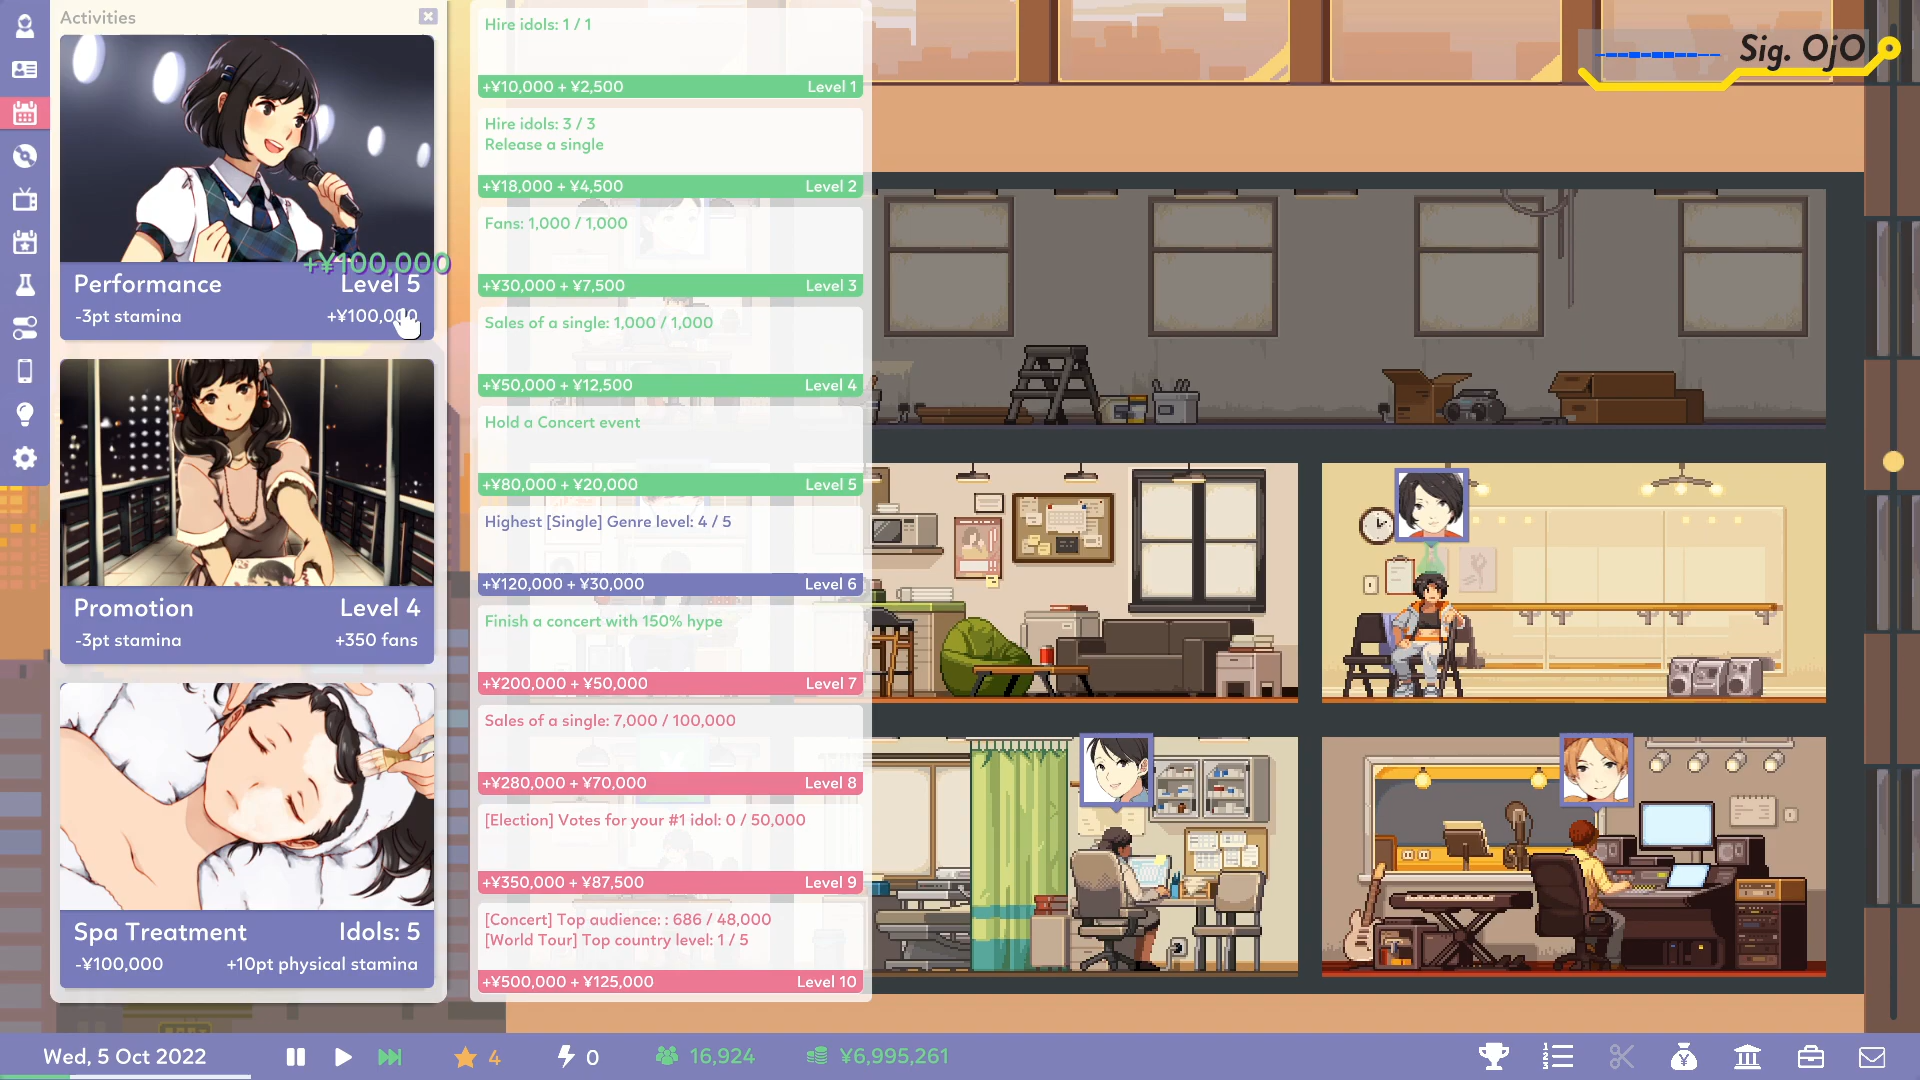 Activities
+¥100,000
Performance
Level 5
-3pt stamina
+¥100,000
Promotion
Level 4
-3pt stamina
+350 fans
Spa Treatment
Idols: 5
-¥100,000
+10pt physical stamina
Hire idols: 1 / 1
+¥10,000 + ¥2,500
Level 1
Hire idols: 3 / 3
Release a single
+¥18,000 + ¥4,500
Level 2
Fans: 1,000 / 1,000
+¥30,000 + ¥7,500
Level 3
Sales of a single: 1,000 / 1,000
+¥50,000 + ¥12,500
Level 4
Hold a Concert event
+¥80,000 + ¥20,000
Level 5
Highest [Single] Genre level: 4 / 5
+¥120,000 + ¥30,000
Level 6
Finish a concert with 150% hype
+¥200,000 + ¥50,000
Level 7
Sales of a single: 7,000 / 100,000
+¥280,000 + ¥70,000
Level 8
[Election] Votes for your #1 idol: 0 / 50,000
+¥350,000 + ¥87,500
Level 9
[Concert] Top audience: : 686 / 48,000
[World Tour] Top country level: 1 / 5
+¥500,000 + ¥125,000
Level 10
Sig. OjO
Wed, 5 Oct 2022
4
0
16,924
¥6,995,261